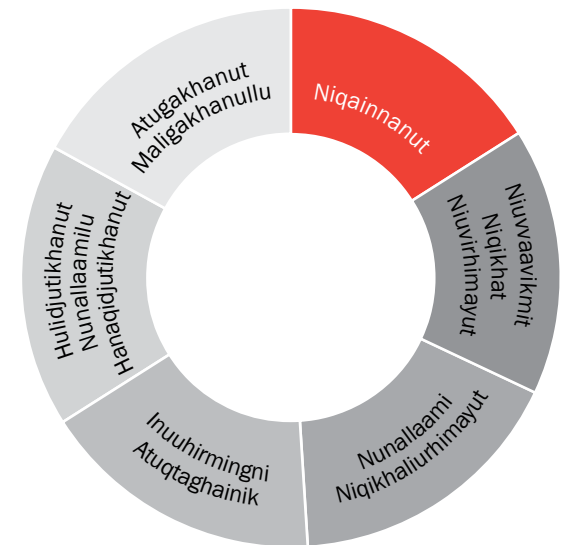 Niqainnanut
Niuvvaavikmit
Niqikhat
Niuvirhimayut
Nunallaami
Niqikhaliurhimayut
Inuuhirmingni
Atuqtaghainik
Hulidjutikhanut
Nunallaamilu
Hanaqidjutikhanut
Atugakhanut
Maligakhanullu